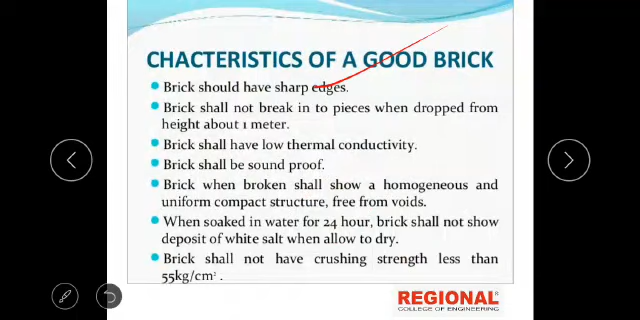 CHACTERISTICS OF A GOOD BRICK
Brick should have sharp edges.
Brick shall not break in to pieces when dropped from
height about 1 meter.
Brick shall have low thermal conductivity.
Brick shall be sound proof.
Brick when broken shall show a homogeneous and
uniform compact structure, free from voids.
When soaked in water for 24 hour, brick shall not show
deposit of white salt when allow to dry.
Brick shall not have crushing strength less than
55kg/cm² .
REGIONAL
COLLEGE OF ENGINEERING